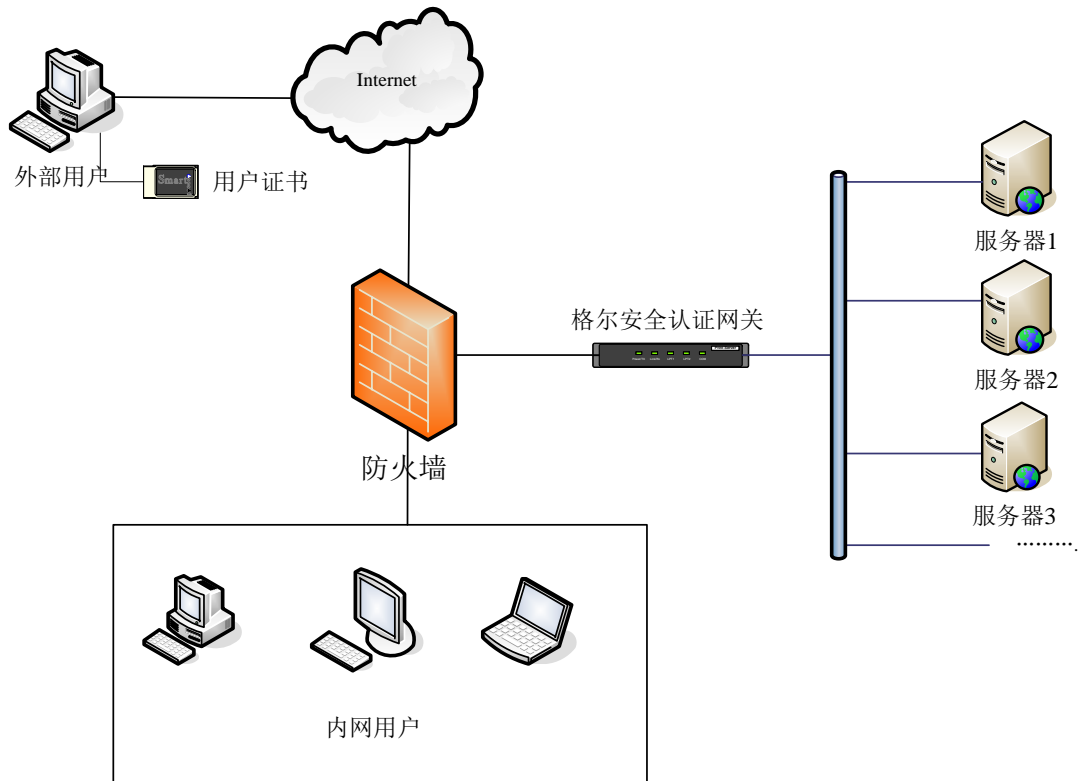 Internet
外部用户
Smart
用户证书
服务器1
格尔安全认证网关
服务器2
防火墙
服务器3
……….
内网用户